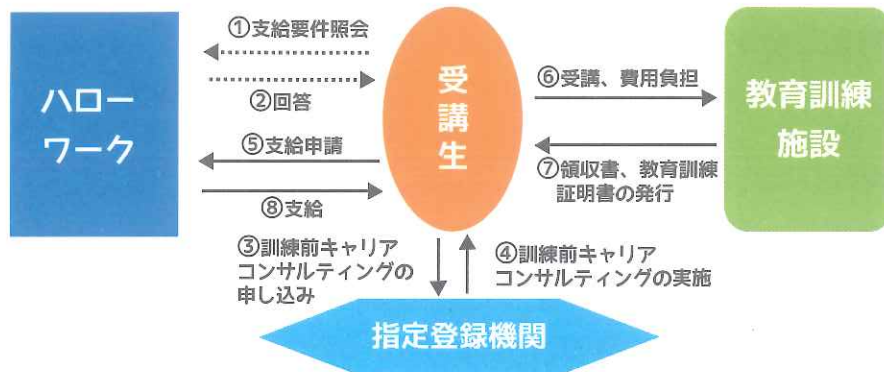 ①支給要件照会
②回答
ハロー
ワーク
⑤支給申請
⑧支給
受講生
⑥受講、費用負担
⑦領収書、教育訓練
証明書の発行
教育訓練
施設
③訓練前キャリア
コンサルティングの
申し込み
④訓練前キャリア
コンサルティングの実施
指定登録機関